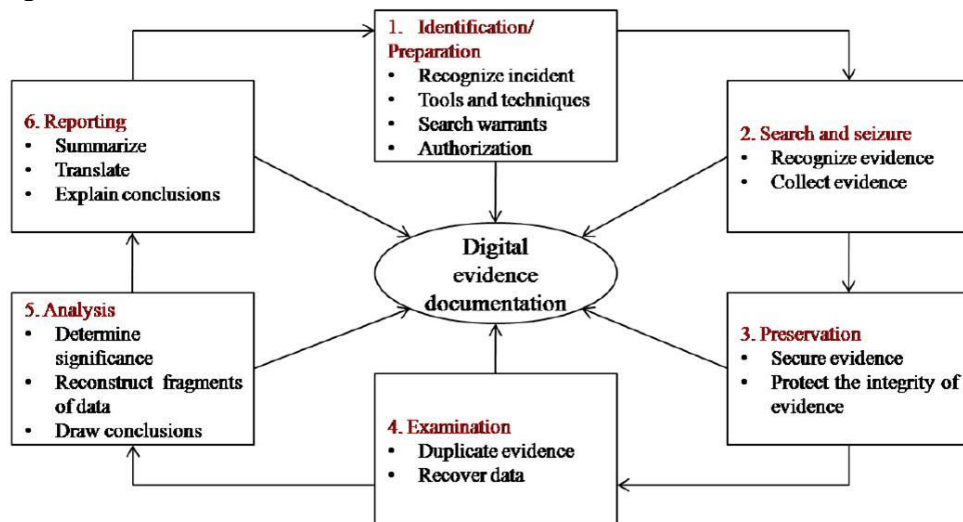 1. Identification/
Preparation
• Recognize incident
• Tools and techniques
• Search warrants
• Authorization
2. Search and seizure
• Recognize evidence
• Collect evidence
3. Preservation
• Secure evidence
• Protect the integrity of
evidence
4. Examination
• Duplicate evidence
• Recover data
5. Analysis
• Determine
significance
• Reconstruct fragments
of data
• Draw conclusions
6. Reporting
• Summarize
• Translate
• Explain conclusions
Digital
evidence
documentation